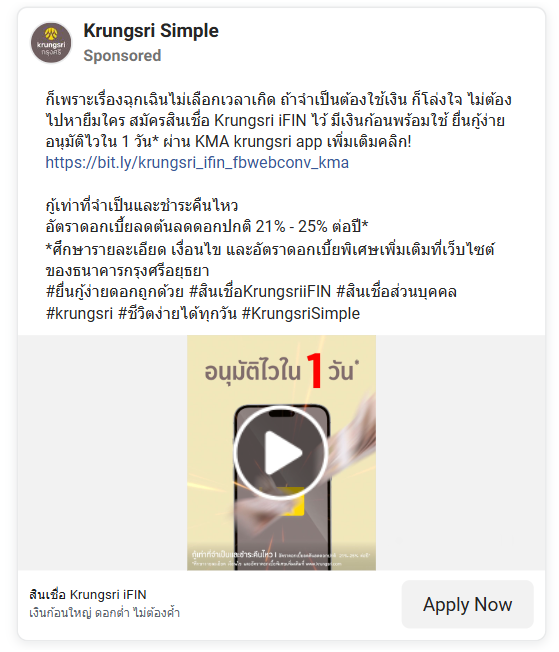 krungsri
กรุงศรี
Krungsri Simple
Sponsored
ก็เพราะเรื่องฉุกเฉินไม่เลือกเวลาเกิด ถ้าจำเป็นต้องใช้เงิน ก็โล่งใจ ไม่ต้อง
ไปหายืมใคร สมัครสินเชื่อ Krungsri iFIN ไว้ มีเงินก้อนพร้อมใช้ ยื่นกู้ง่าย
อนุมัติไวใน 1 วัน* ผ่าน KMA krungsri app เพิ่มเติมคลิก!
https://bit.ly/krungsri_ifin_fbwebconv_kma
กู้เท่าที่จำเป็นและชำระคืนไหว
อัตราดอกเบี้ยลดต้นลดดอกปกติ 21% - 25% ต่อปี*
*ศึกษารายละเอียด เงื่อนไข และอัตราดอกเบี้ยพิเศษเพิ่มเติมที่เว็บไซต์
ของธนาคารกรุงศรีอยุธยา
#ยื่นกู้ง่ายดอกถูกด้วย #สินเชื่อKrungsriiFIN #สินเชื่อส่วนบุคคล
#krungsri #ชีวิตง่ายได้ทุกวัน #KrungsriSimple
อนุมัติไวใน 1 วัน*
กู้เท่าที่จำเป็นและชำระคืนไหว I
สินเชื่อ Krungsri iFIN
เงินก้อนใหญ่ ดอกต่ำ ไม่ต้องค้ำ
Apply Now